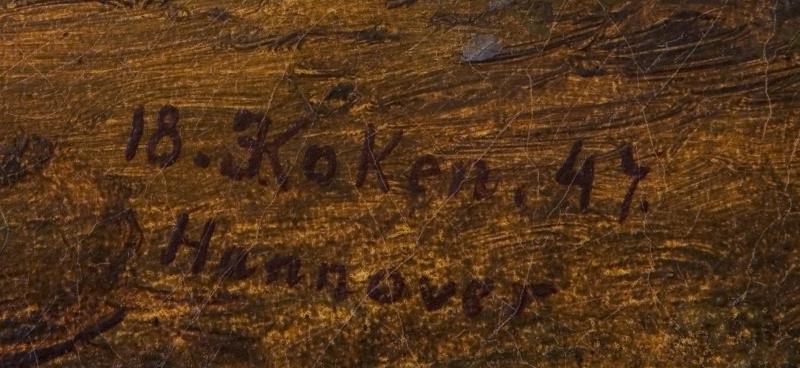 18. Koken. 47.
Hannover